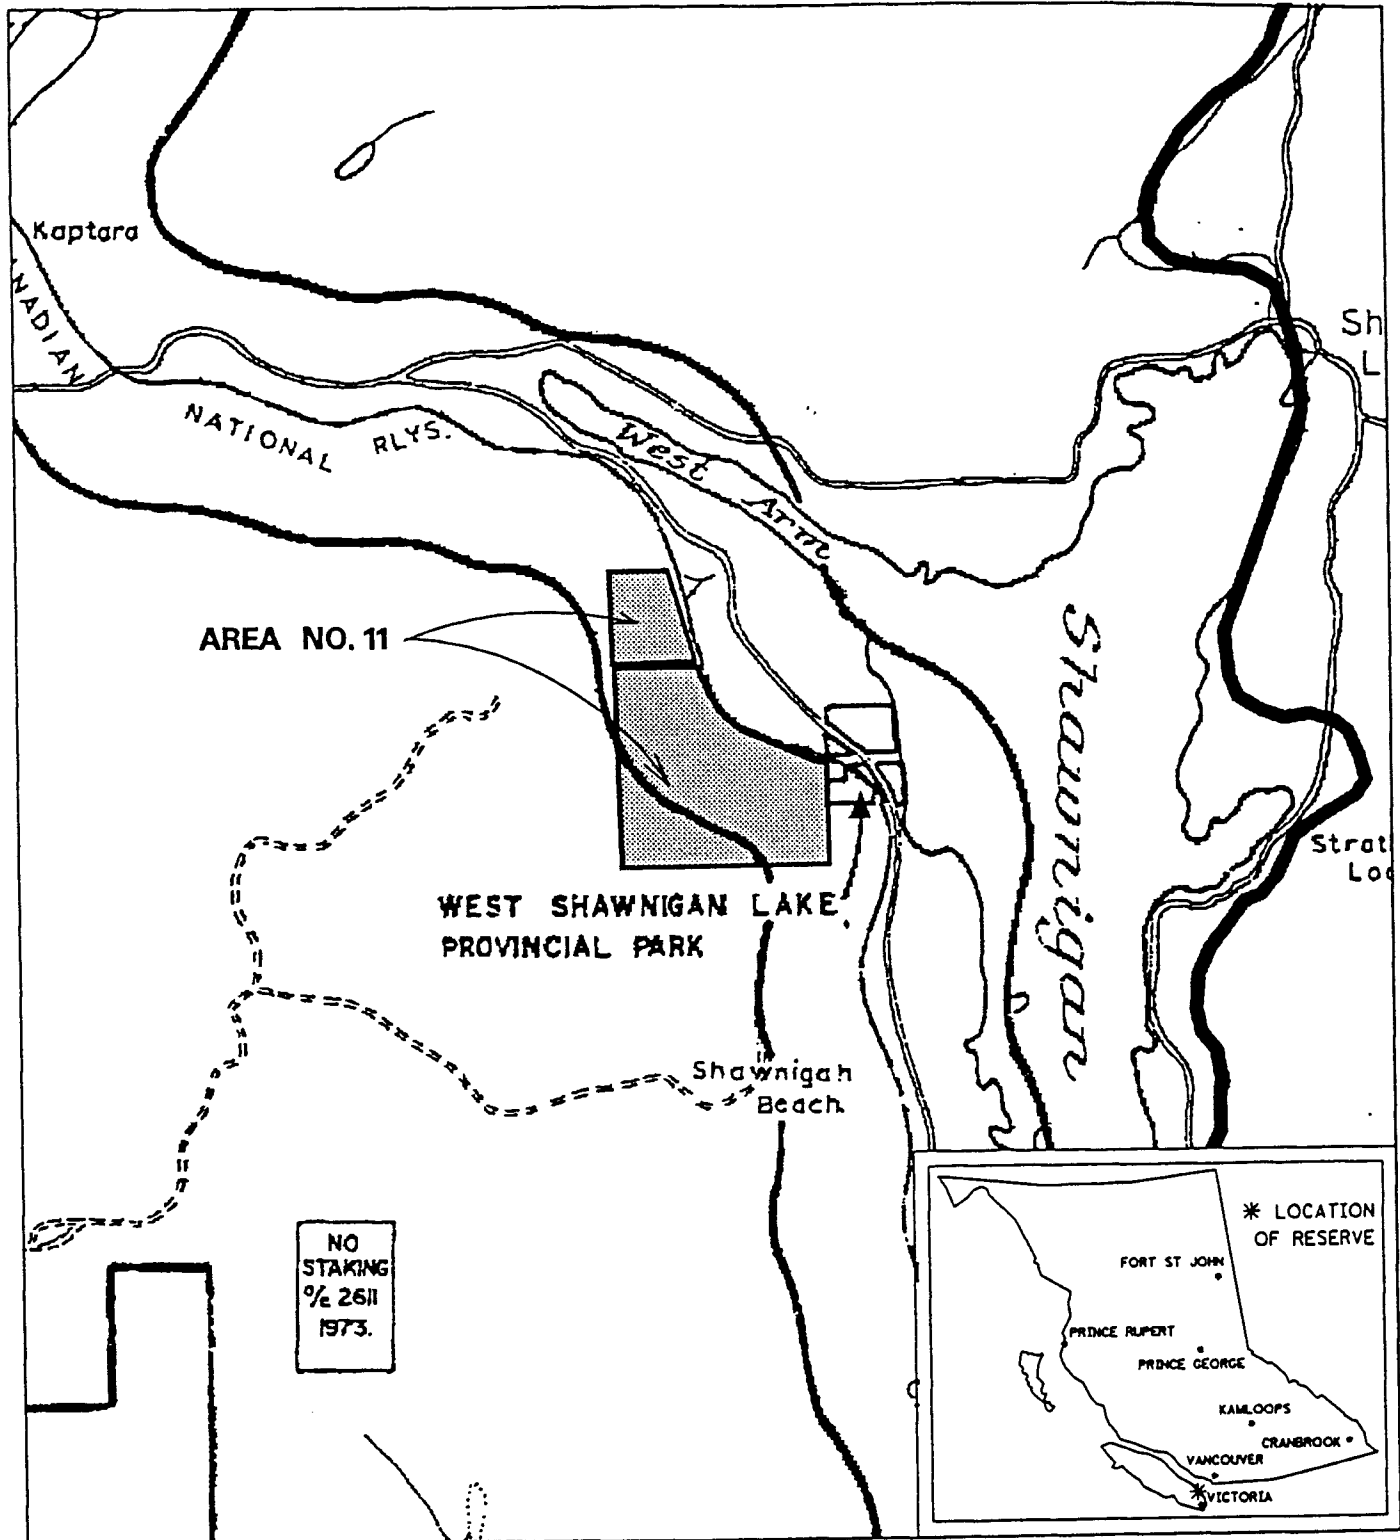 Kaptara
NADIAN
NATIONAL RLYS.
Sh
L
West Arm
AREA NO. 11
Shawnigan
Strat
Loc
WEST SHAWNIGAN LAKE
PROVINCIAL PARK
Shawnigan
Beach
NO
STAKING
o/c 2611
1973.
✳ LOCATION
OF RESERVE
FORT ST JOHN
PRINCE RUPERT
PRINCE GEORGE
KAMLOOPS
CRANBROOK
VANCOUVER
VICTORIA